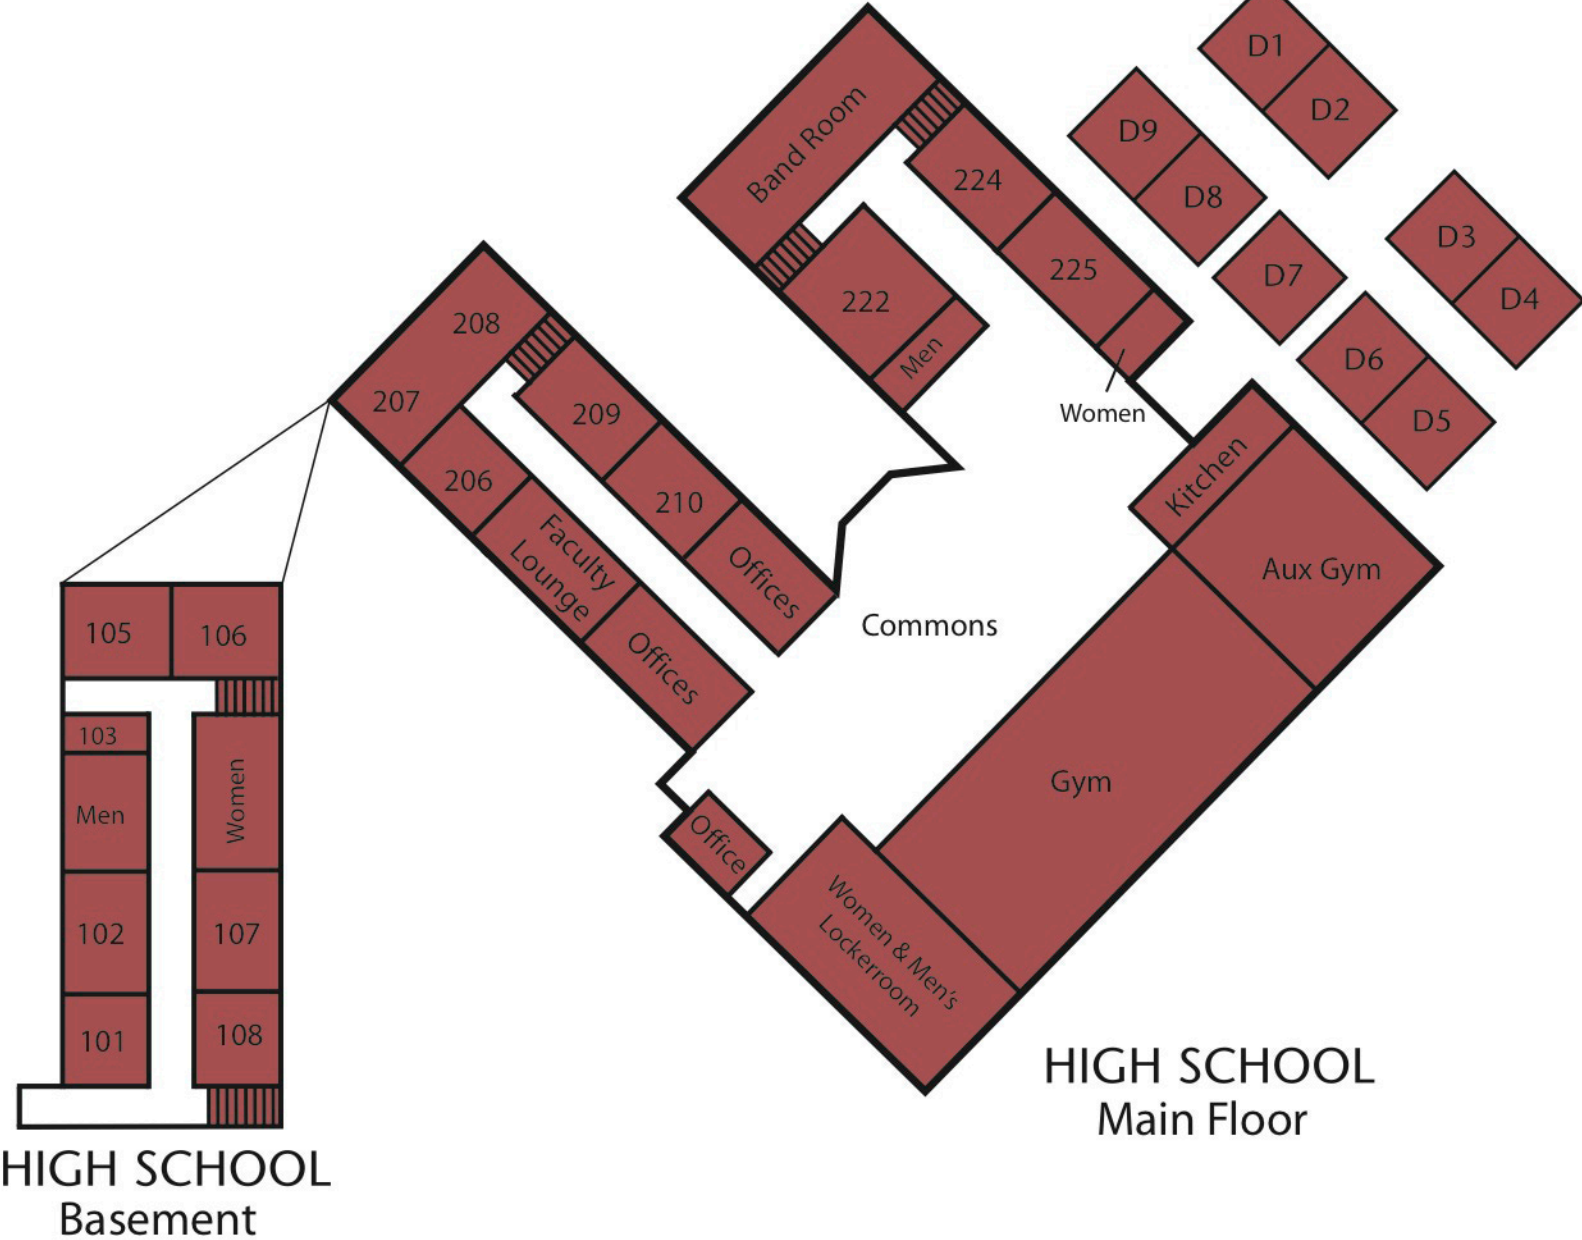 D1
D2
D9
D8
Band Room
224
D3
D4
D7
225
222
Men
208
D6
D5
207
209
Women
Kitchen
206
210
Faculty
Lounge
Offices
Aux Gym
Commons
Offices
105
106
103
Men
Women
Gym
Office
Women & Men's
Lockerroom
102
107
101
108
HIGH SCHOOL
Main Floor
HIGH SCHOOL
Basement